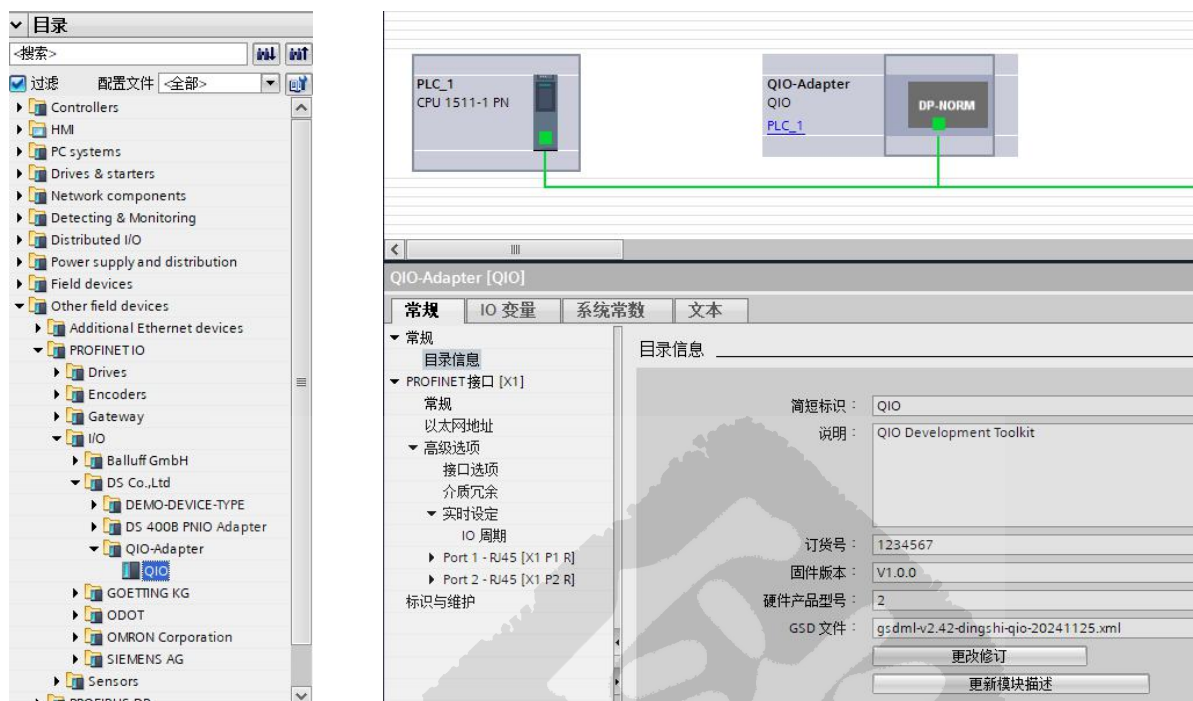 目录
<搜索>
过滤 配置文件 <全部>
Controllers
HMI
PC systems
Drives & starters
Network components
Detecting & Monitoring
Distributed I/O
Power supply and distribution
Field devices
Other field devices
Additional Ethernet devices
PROFINET IO
Drives
Encoders
Gateway
I/O
Balluff GmbH
DS Co.,Ltd
DEMO-DEVICE-TYPE
DS 400B PNIO Adapter
QIO-Adapter
QIO
GOETTING KG
ODOT
OMRON Corporation
SIEMENS AG
Sensors
PROFIBUS DP
PLC_1
CPU 1511-1 PN
QIO-Adapter
QIO
PLC_1
DP-NORM
QIO-Adapter [QIO]
常规 IO 变量 系统常数 文本
常规
目录信息
PROFINET接口 [X1]
常规
以太网地址
高级选项
接口选项
介质冗余
实时设定
IO 周期
Port 1 - RJ45 [X1 P1 R]
Port 2 - RJ45 [X1 P2 R]
标识与维护
目录信息
简短标识： QIO
说明： QIO Development Toolkit
订货号： 1234567
固件版本： V1.0.0
硬件产品型号： 2
GSD 文件： gsdml-v2.42-dingshi-qio-20241125.xml
更改修订
更新模块描述